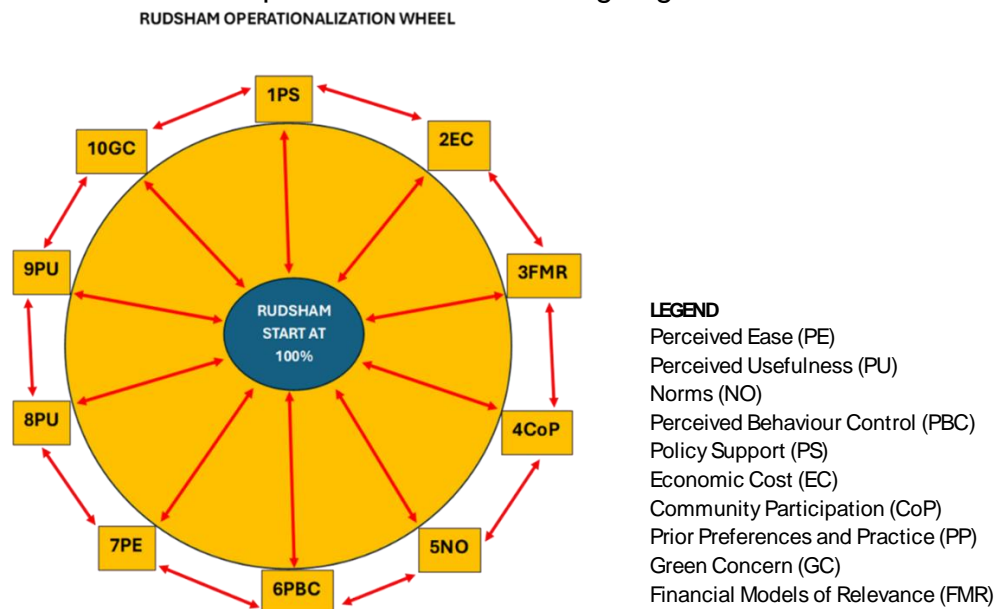 RUDSHAM OPERATIONALIZATION WHEEL
1PS
10GC
2EC
9PU
3FMR
RUDSHAM
START AT
100%
8PU
4CoP
7PE
5NO
6PBC
LEGEND
Perceived Ease (PE)
Perceived Usefulness (PU)
Norms (NO)
Perceived Behaviour Control (PBC)
Policy Support (PS)
Economic Cost (EC)
Community Participation (CoP)
Prior Preferences and Practice (PP)
Green Concern (GC)
Financial Models of Relevance (FMR)